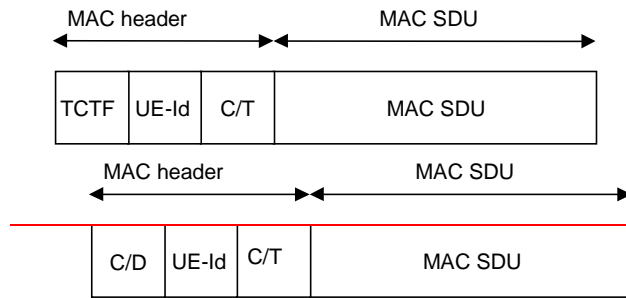 MAC header MAC SDU
TCTF UE-Id C/T MAC SDU
MAC header MAC SDU
C/D UE-Id C/T MAC SDU